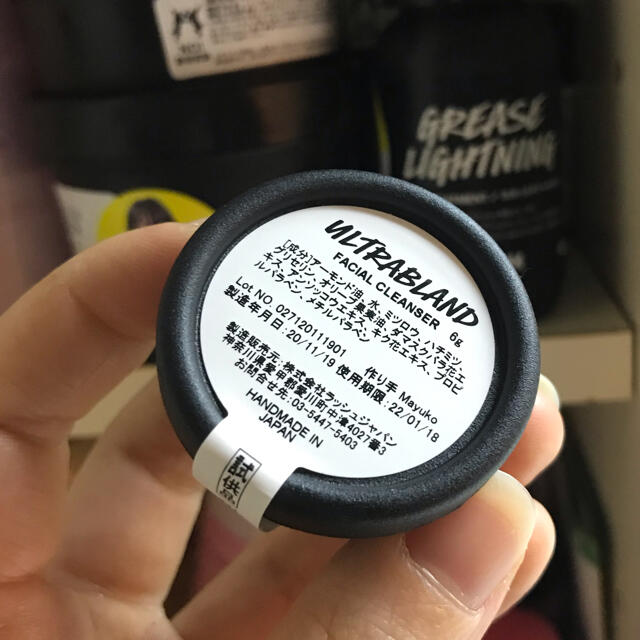 GREASE
LIGHTNING
ULTRABLAND
FACIAL CLEANSER 6g
[成分]アーモンド油、水、ミツロウ、ハチミツ、
グリセリン、オリーブ果実油、ダマスクバラ花エ
キス、アンソッコウエキス、キク花エキス、プロピ
ルパラベン、メチルパラベン
Lot NO. 027120111901 作り手 Mayuko
製造年月日:20/11/19 使用期限:22/01/18
製造販売元:株式会社ラッシュジャパン
神奈川県愛甲郡愛川町中津4027番3
お問合せ先:03-5447-5403
HANDMADE IN
JAPAN
試供品